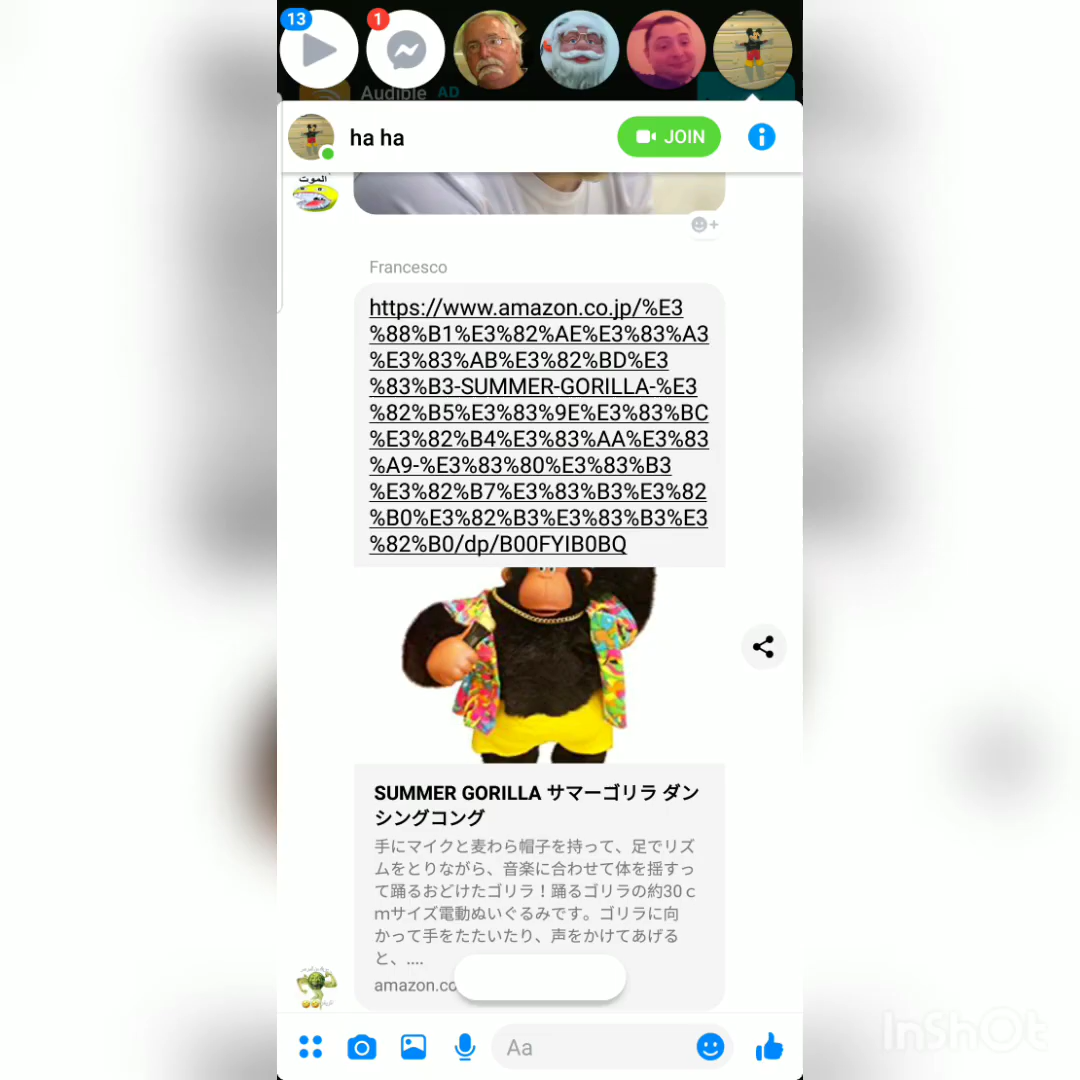 13
1
Audible AD
ha ha
JOIN
الموت
Francesco
https://www.amazon.co.jp/%E3
%88%B1%E3%82%AE%E3%83%A3
%E3%83%AB%E3%82%BD%E3
%83%B3-SUMMER-GORILLA-%E3
%82%B5%E3%83%9E%E3%83%BC
%E3%82%B4%E3%83%AA%E3%83
%A9-%E3%83%80%E3%83%B3
%E3%82%B7%E3%83%B3%E3%82
%B0%E3%82%B3%E3%83%B3%E3
%82%B0/dp/B00FYIB0BQ
SUMMER GORILLA サマーゴリラ ダン
シングコング
手にマイクと麦わら帽子を持って、足でリズ
ムをとりながら、音楽に合わせて体を揺すっ
て踊るおどけたゴリラ！踊るゴリラの約30ｃ
ｍサイズ電動ぬいぐるみです。ゴリラに向
かって手をたたいたり、声をかけてあげる
と、....
amazon.co
Aa
InShOt